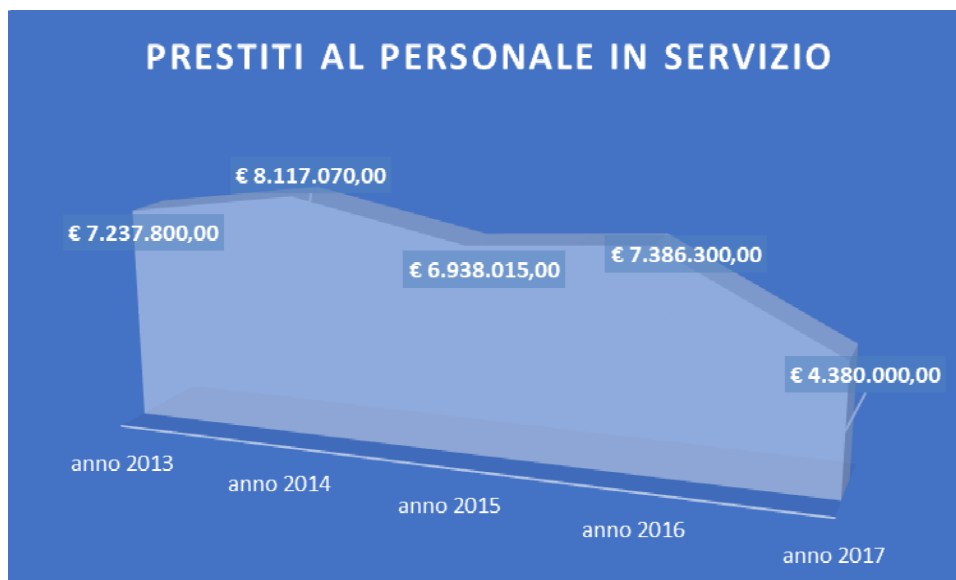 PRESTITI AL PERSONALE IN SERVIZIO
€ 8.117.070,00
€ 7.237.800,00
€ 6.938.015,00
€ 7.386.300,00
€ 4.380.000,00
anno 2013
anno 2014
anno 2015
anno 2016
anno 2017